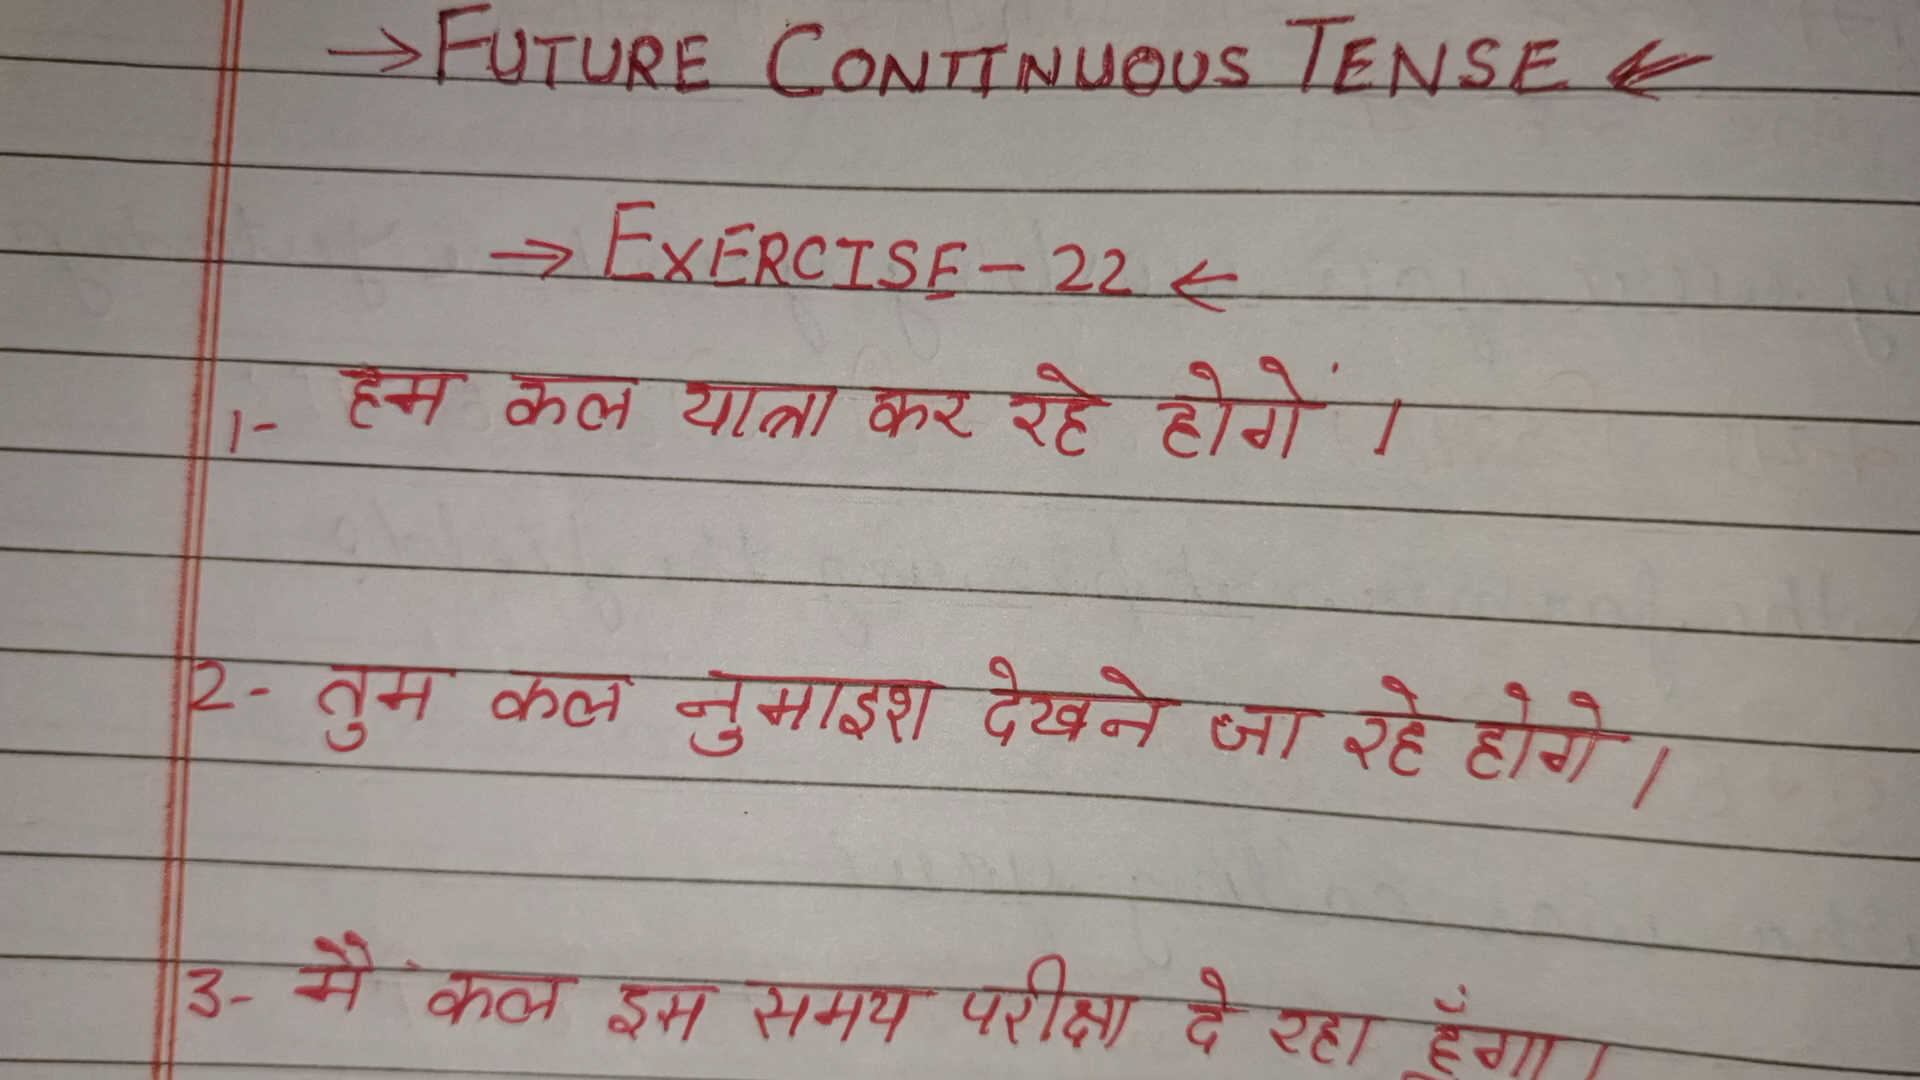 → FUTURE CONTINUOUS TENSE ←
→ EXERCISE - 22 ←
1- हम कल यात्रा कर रहे होगें ।
2- तुम कल नुमाइश देखने जा रहे होगे ।
3- मैं कल इस समय परीक्षा दे रहा हूँगा ।